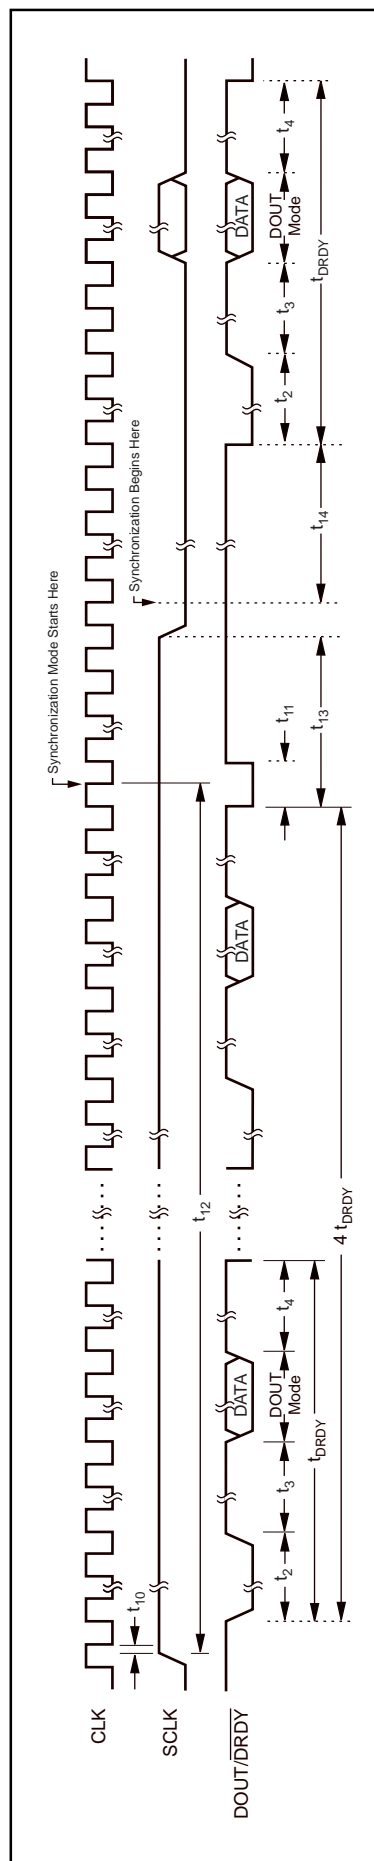 Synchronization Mode Starts Here
Synchronization Begins Here
CLK
t10
SCLK
t12
DOUT/DRDY
DATA
DATA
DATA
t2
t3
DOUT
Mode
t4
t11
t2
t3
DOUT
Mode
t4
tDRDY
t13
t14
tDRDY
4 tDRDY